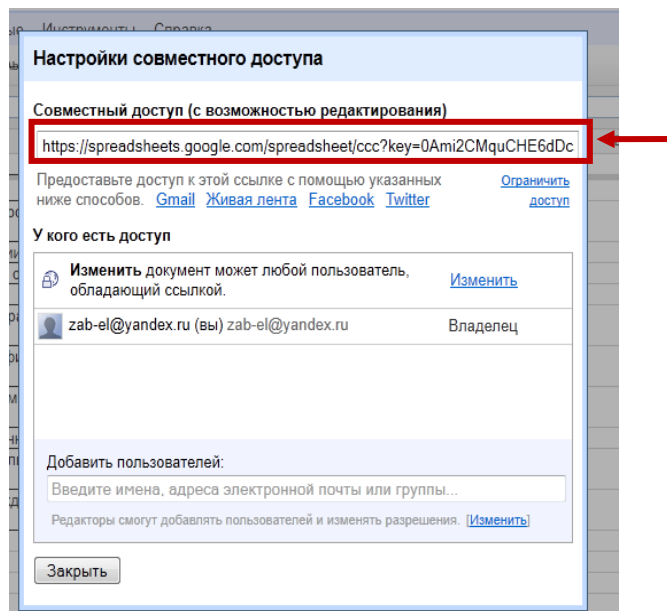 Инструменты Справка
Настройки совместного доступа
Совместный доступ (с возможностью редактирования)
https://spreadsheets.google.com/spreadsheet/ccc?key=0Ami2CMquCHE6dDc
Предоставьте доступ к этой ссылке с помощью указанных
ниже способов. Gmail Живая лента Facebook Twitter
Ограничить
доступ
У кого есть доступ
Изменить документ может любой пользователь,
обладающий ссылкой.
Изменить
zab-el@yandex.ru (вы) zab-el@yandex.ru Владелец
Добавить пользователей:
Введите имена, адреса электронной почты или группы...
Редакторы смогут добавлять пользователей и изменять разрешения. [Изменить]
Закрыть